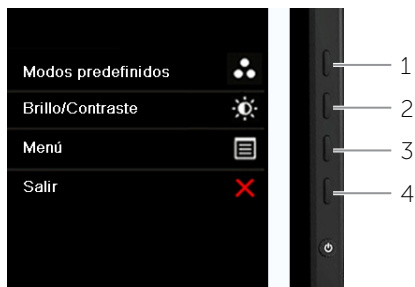 Modos predefinidos
1
Brillo/Contraste
2
Menú
3
Salir
4